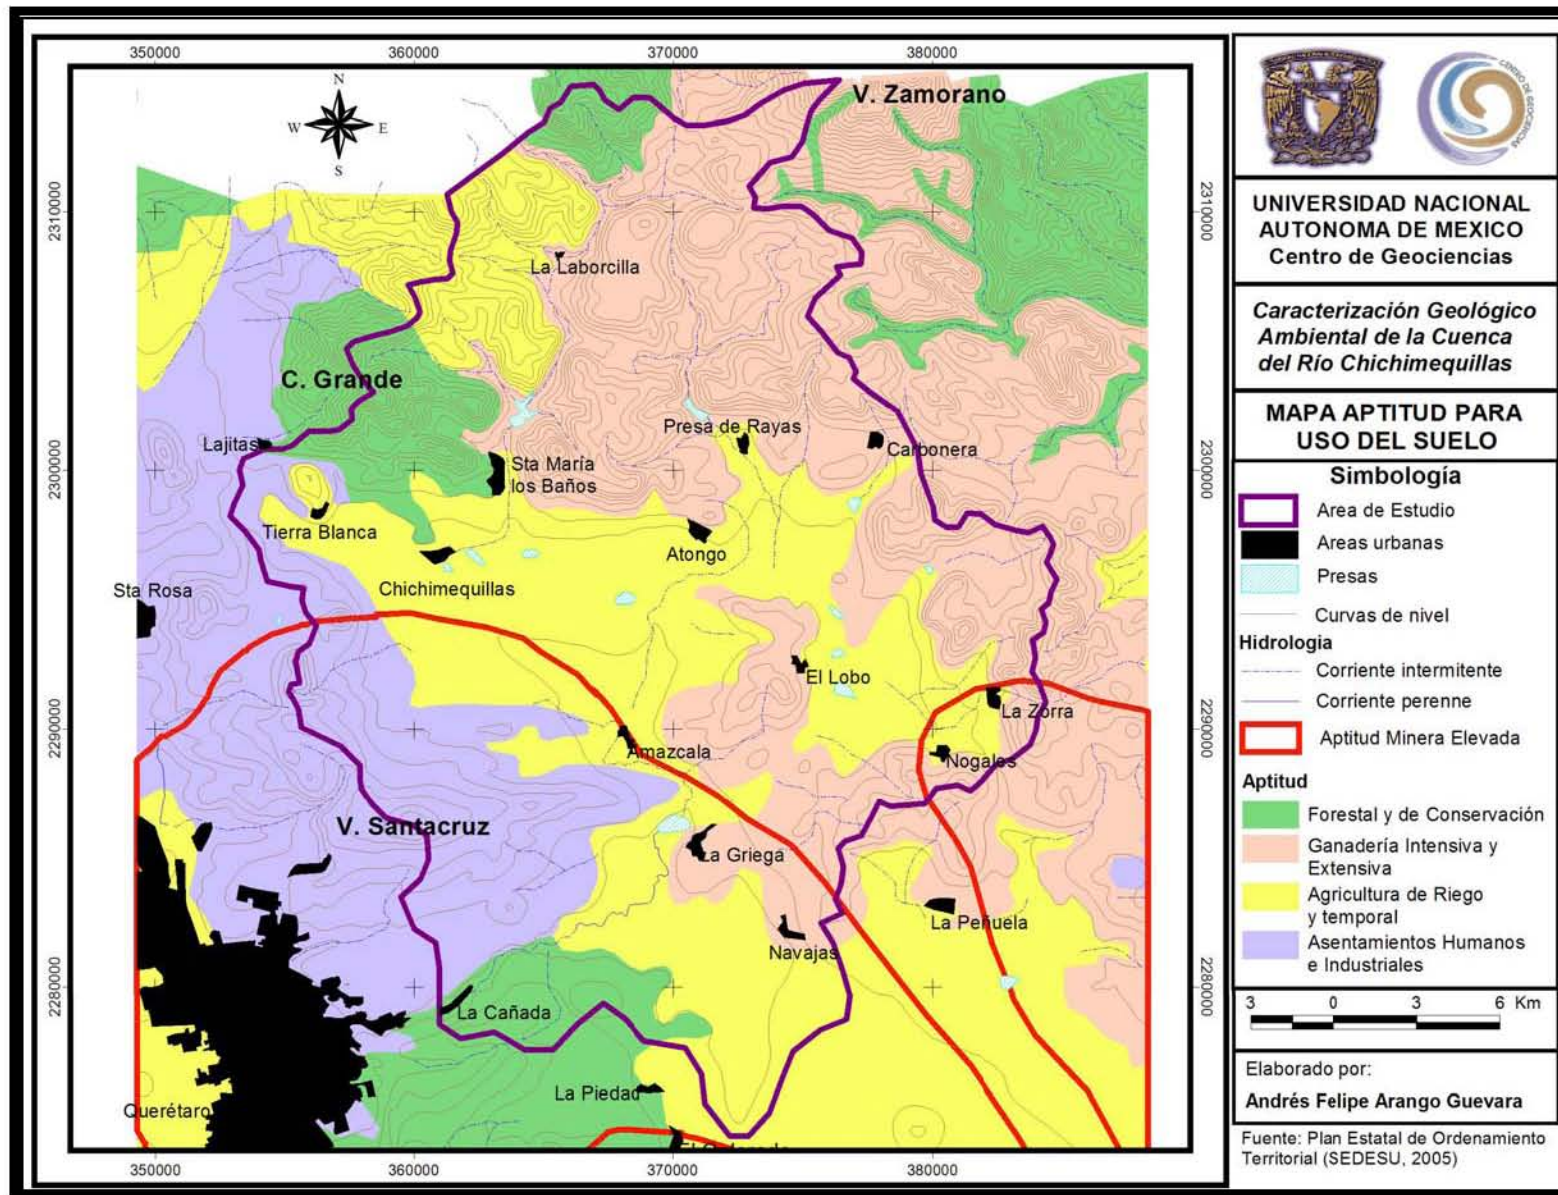 350000
360000
370000
380000
N
W
E
S
V. Zamorano
2310000
2310000
La Laborcilla
C. Grande
Presa de Rayas
Lajitas
Carbonera
2300000
2300000
Sta María
los Baños
Tierra Blanca
Atongo
Chichimequillas
Sta Rosa
El Lobo
La Zorra
2290000
2290000
Amazcala
Nogales
V. Santacruz
La Griega
La Peñuela
Navajas
2280000
2280000
La Cañada
La Piedad
Querétaro
350000
360000
370000
380000
CENTRO DE GEOCIENCIAS
UNIVERSIDAD NACIONAL
AUTONOMA DE MEXICO
Centro de Geociencias
Caracterización Geológico
Ambiental de la Cuenca
del Río Chichimequillas
MAPA APTITUD PARA
USO DEL SUELO
Simbología
Area de Estudio
Areas urbanas
Presas
Curvas de nivel
Hidrologia
Corriente intermitente
Corriente perenne
Aptitud Minera Elevada
Aptitud
Forestal y de Conservación
Ganadería Intensiva y
Extensiva
Agricultura de Riego
y temporal
Asentamientos Humanos
e Industriales
3 0 3 6 Km
Elaborado por:
Andrés Felipe Arango Guevara
Fuente: Plan Estatal de Ordenamiento
Territorial (SEDESU, 2005)